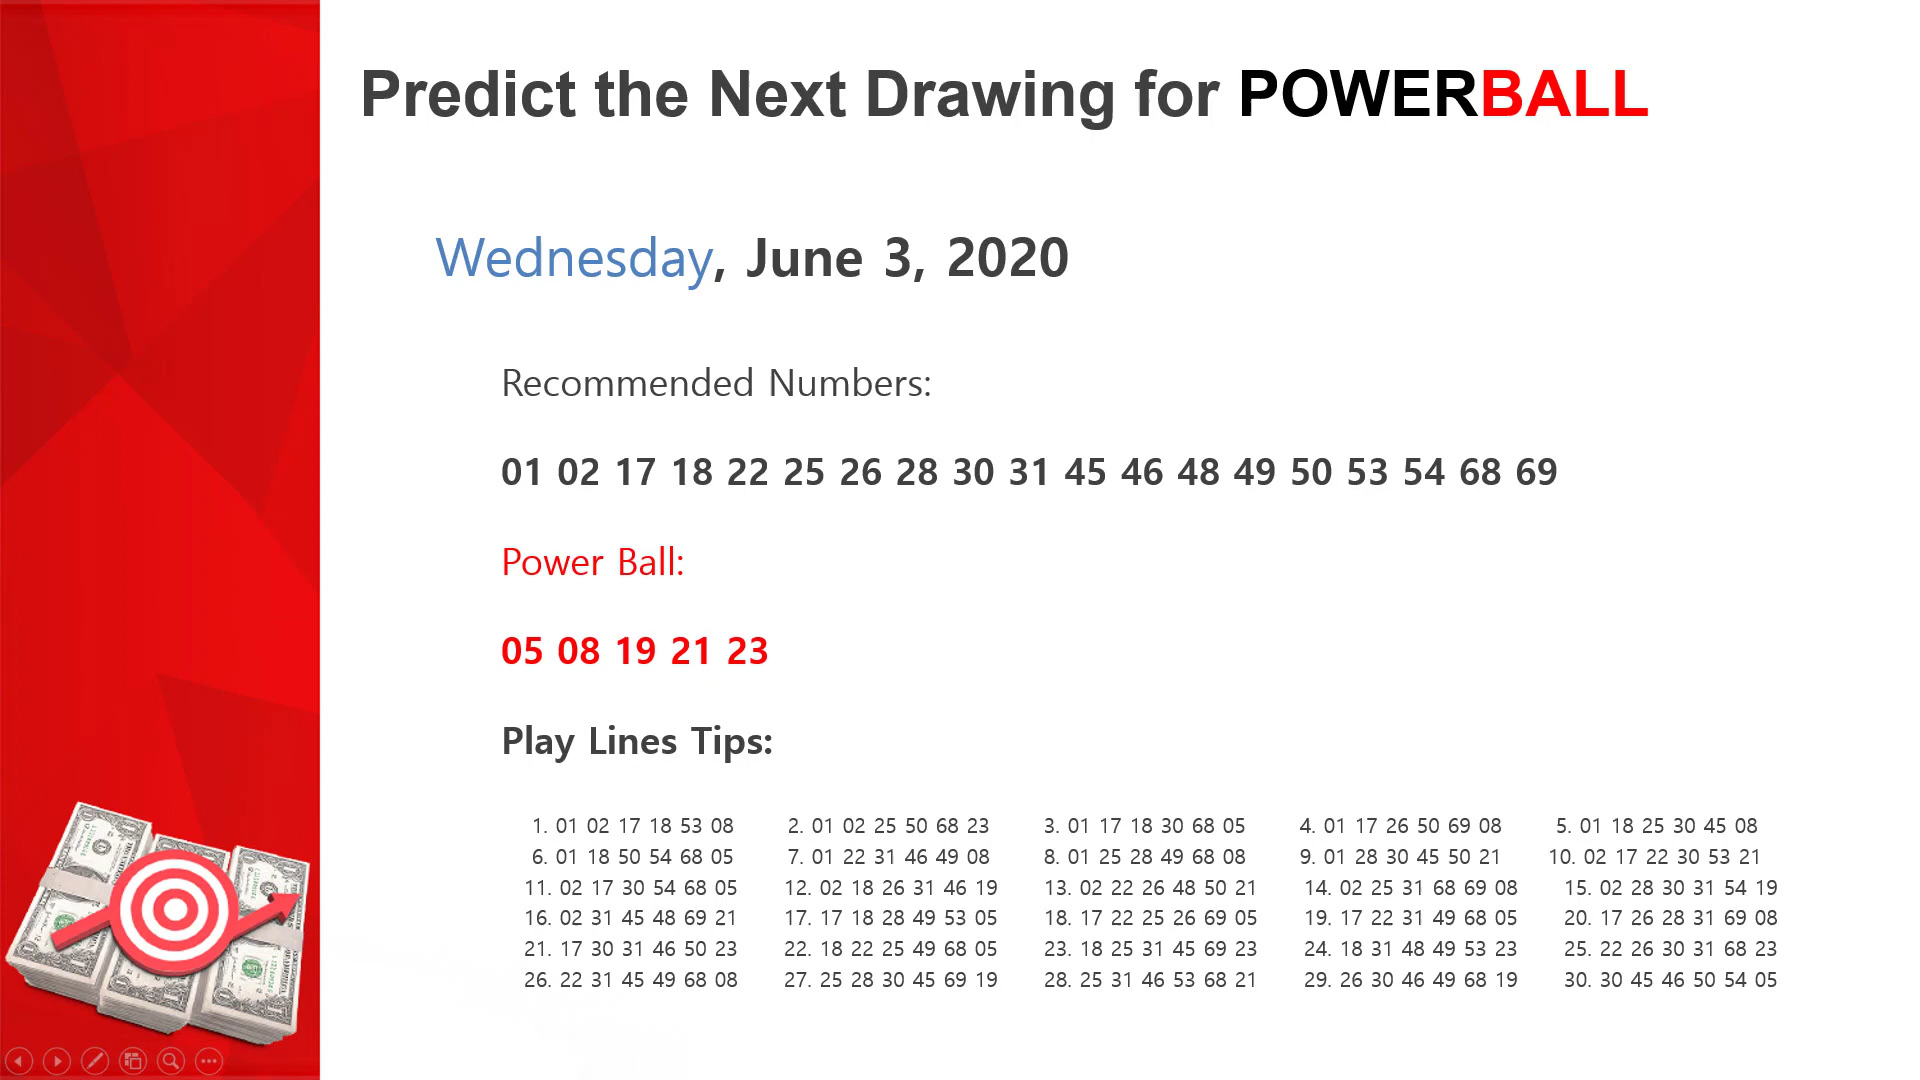 Predict the Next Drawing for POWERBALL
Wednesday, June 3, 2020
Recommended Numbers:
01 02 17 18 22 25 26 28 30 31 45 46 48 49 50 53 54 68 69
Power Ball:
05 08 19 21 23
Play Lines Tips:
1. 01 02 17 18 53 08 2. 01 02 25 50 68 23 3. 01 17 18 30 68 05 4. 01 17 26 50 69 08 5. 01 18 25 30 45 08
6. 01 18 50 54 68 05 7. 01 22 31 46 49 08 8. 01 25 28 49 68 08 9. 01 28 30 45 50 21 10. 02 17 22 30 53 21
11. 02 17 30 54 68 05 12. 02 18 26 31 46 19 13. 02 22 26 48 50 21 14. 02 25 31 68 69 08 15. 02 28 30 31 54 19
16. 02 31 45 48 69 21 17. 17 18 28 49 53 05 18. 17 22 25 26 69 05 19. 17 22 31 49 68 05 20. 17 26 28 31 69 08
21. 17 30 31 46 50 23 22. 18 22 25 49 68 05 23. 18 25 31 45 69 23 24. 18 31 48 49 53 23 25. 22 26 30 31 68 23
26. 22 31 45 49 68 08 27. 25 28 30 45 69 19 28. 25 31 46 53 68 21 29. 26 30 46 49 68 19 30. 30 45 46 50 54 05